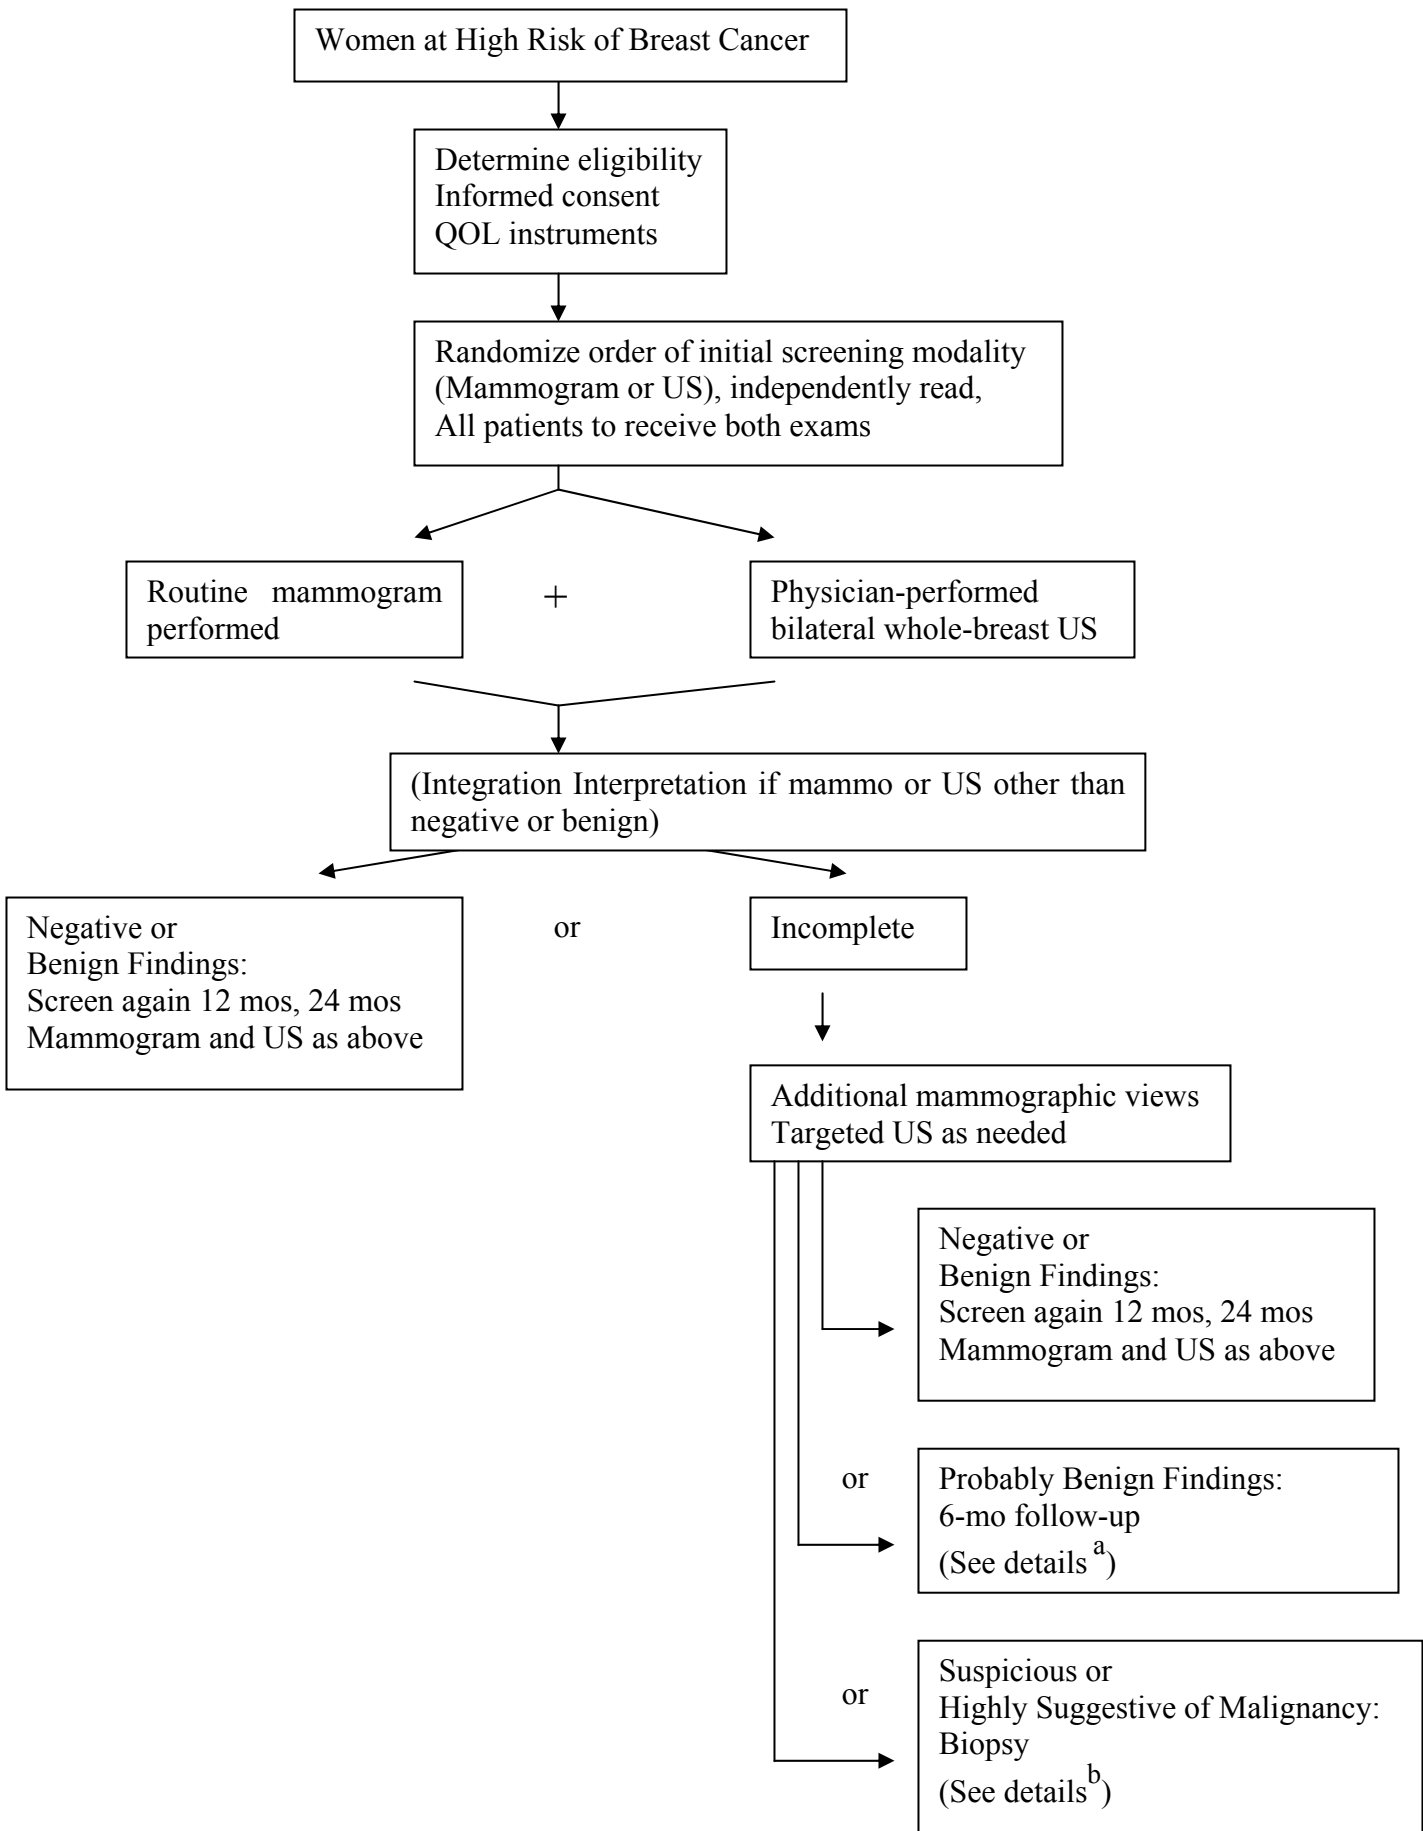 Women at High Risk of Breast Cancer
Determine eligibility
Informed consent
QOL instruments
Randomize order of initial screening modality
(Mammogram or US), independently read,
All patients to receive both exams
Routine mammogram
performed
+
Physician-performed
bilateral whole-breast US
(Integration Interpretation if mammo or US other than
negative or benign)
Negative or
Benign Findings:
Screen again 12 mos, 24 mos
Mammogram and US as above
or
Incomplete
Additional mammographic views
Targeted US as needed
Negative or
Benign Findings:
Screen again 12 mos, 24 mos
Mammogram and US as above
or
Probably Benign Findings:
6-mo follow-up
(See details a)
or
Suspicious or
Highly Suggestive of Malignancy:
Biopsy
(See details b)